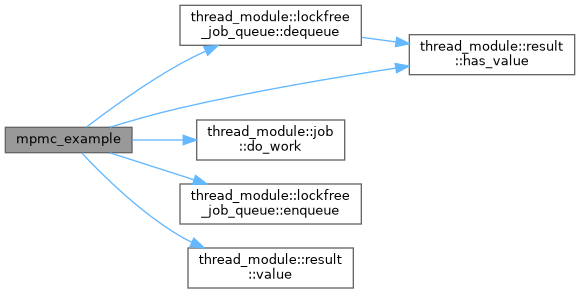 thread_module::lockfree
_job_queue::dequeue
thread_module::result
::has_value
mpmc_example
thread_module::job
::do_work
thread_module::lockfree
_job_queue::enqueue
thread_module::result
::value